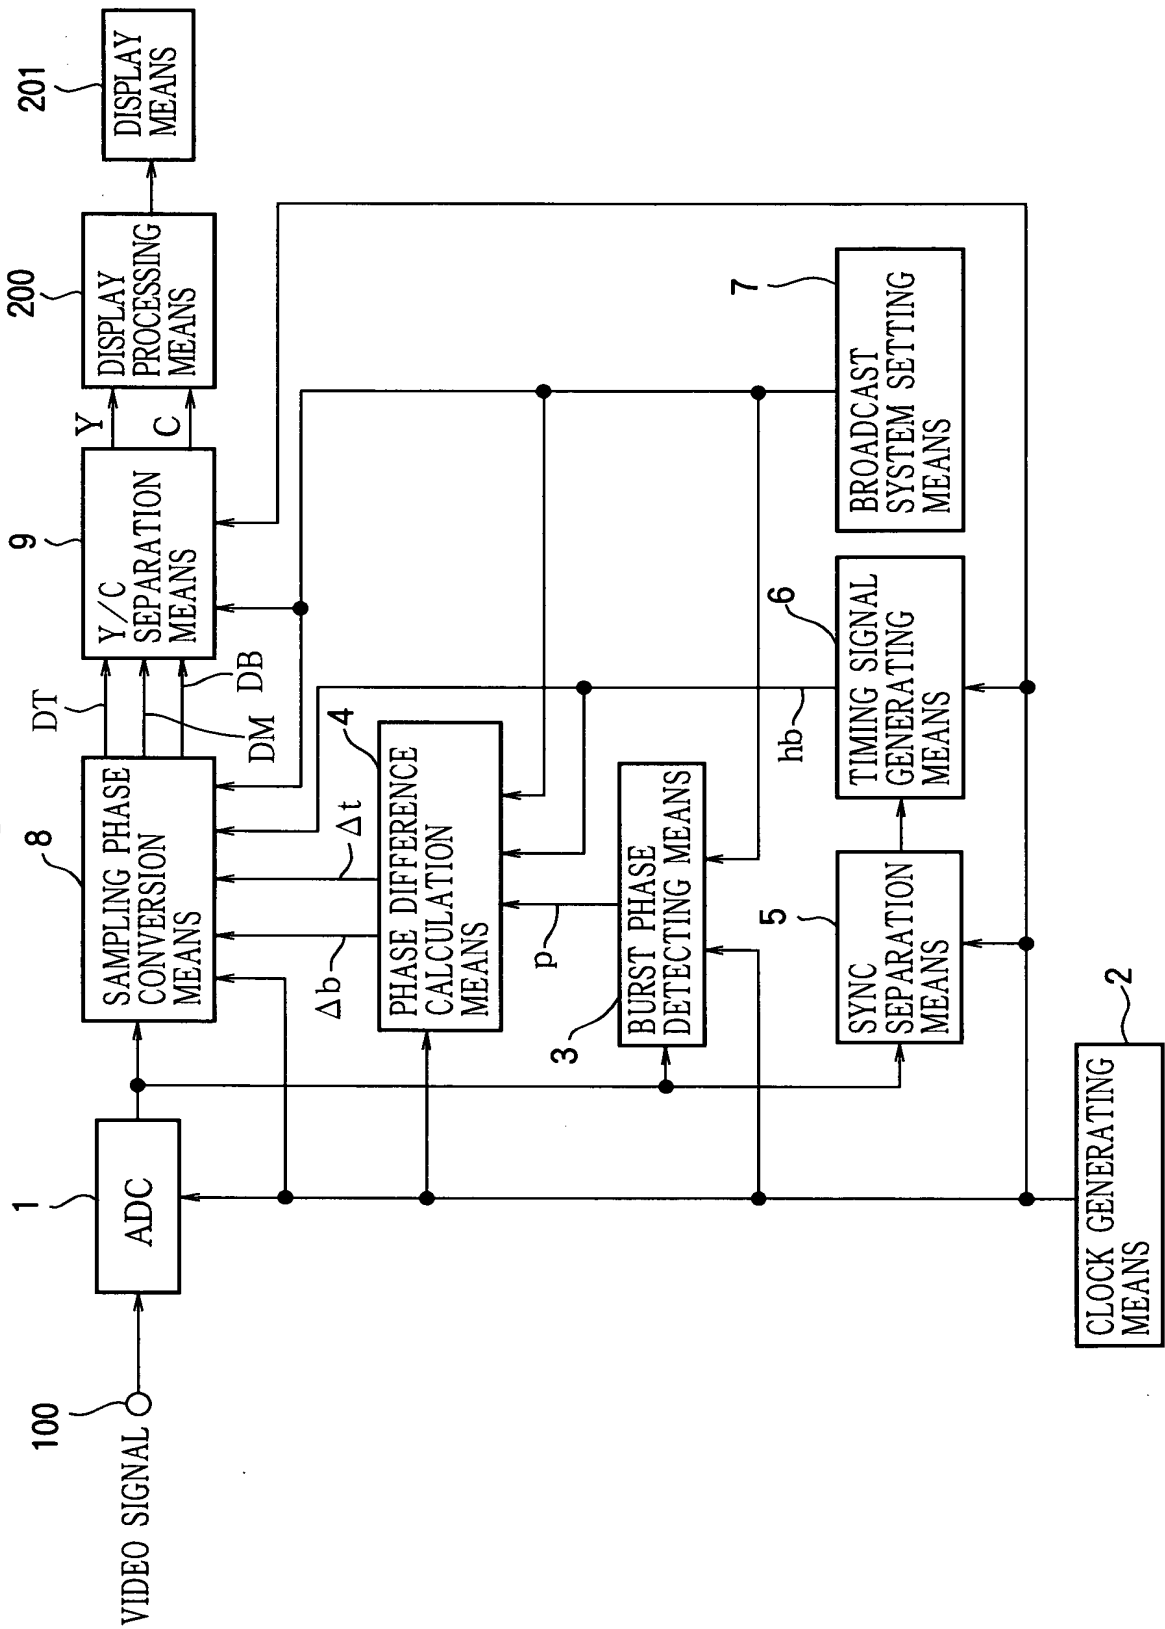 VIDEO SIGNAL
100
1
ADC
8
SAMPLING PHASE
CONVERSION
MEANS
DT
DM
DB
9
Y/C
SEPARATION
MEANS
Y
C
200
DISPLAY
PROCESSING
MEANS
201
DISPLAY
MEANS
Δb
Δt
4
PHASE DIFFERENCE
CALCULATION
MEANS
p
3
BURST PHASE
DETECTING MEANS
hb
5
SYNC
SEPARATION
MEANS
6
TIMING SIGNAL
GENERATING
MEANS
7
BROADCAST
SYSTEM SETTING
MEANS
2
CLOCK GENERATING
MEANS